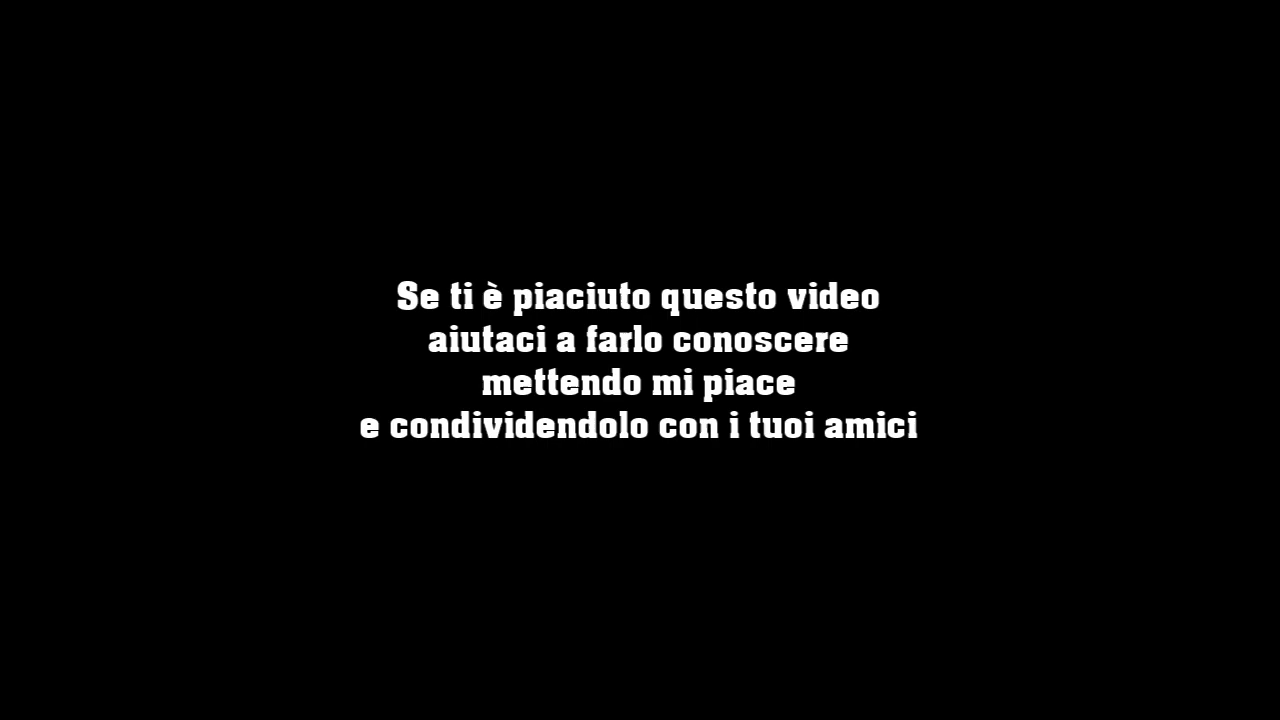 Se ti è piaciuto questo video
aiutaci a farlo conoscere
mettendo mi piace
e condividendolo con i tuoi amici